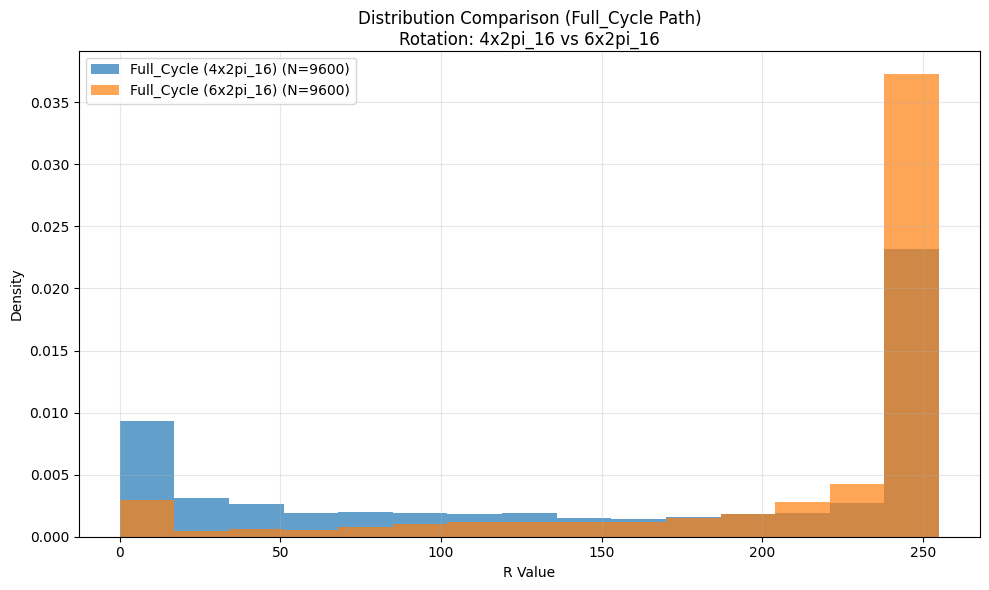 Distribution Comparison (Full_Cycle Path)
Rotation: 4x2pi_16 vs 6x2pi_16
Full_Cycle (4x2pi_16) (N=9600)
Full_Cycle (6x2pi_16) (N=9600)
0.035
0.030
0.025
0.020
0.015
0.010
0.005
0.000
Density
0 50 100 150 200 250
R Value